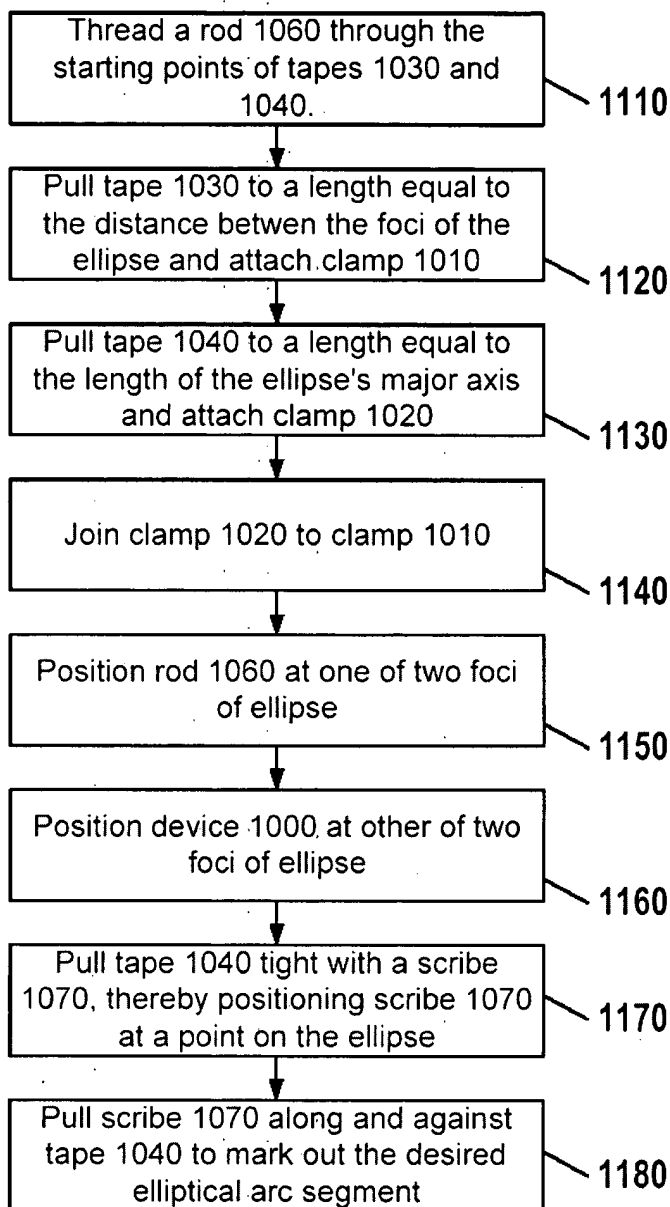 Thread a rod 1060 through the
starting points of tapes 1030 and
1040.
1110
Pull tape 1030 to a length equal to
the distance betwen the foci of the
ellipse and attach clamp 1010
1120
Pull tape 1040 to a length equal to
the length of the ellipse's major axis
and attach clamp 1020
1130
Join clamp 1020 to clamp 1010
1140
Position rod 1060 at one of two foci
of ellipse
1150
Position device 1000 at other of two
foci of ellipse
1160
Pull tape 1040 tight with a scribe
1070, thereby positioning scribe 1070
at a point on the ellipse
1170
Pull scribe 1070 along and against
tape 1040 to mark out the desired
elliptical arc segment
1180